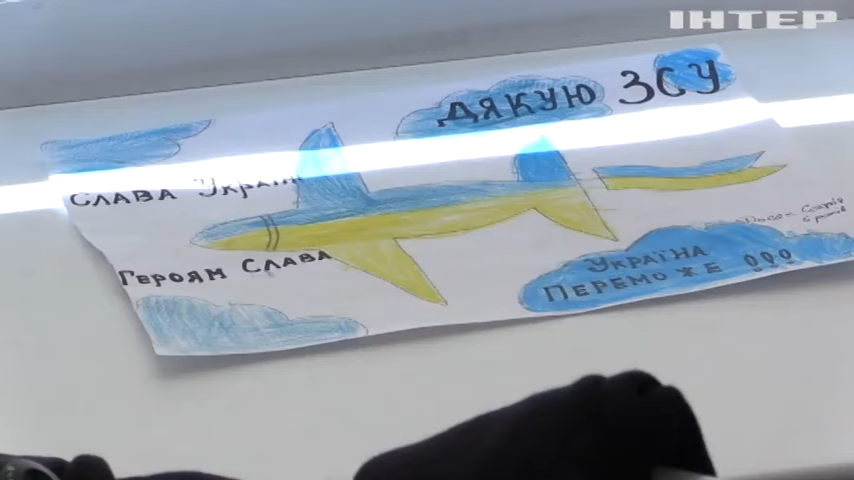 ІНТЕР
ДЯКУЮ ЗСУ
СЛАВА УКРАЇНІ
ГЕРОЯМ СЛАВА
УКРАЇНА
ПЕРЕМОЖЕ !!!